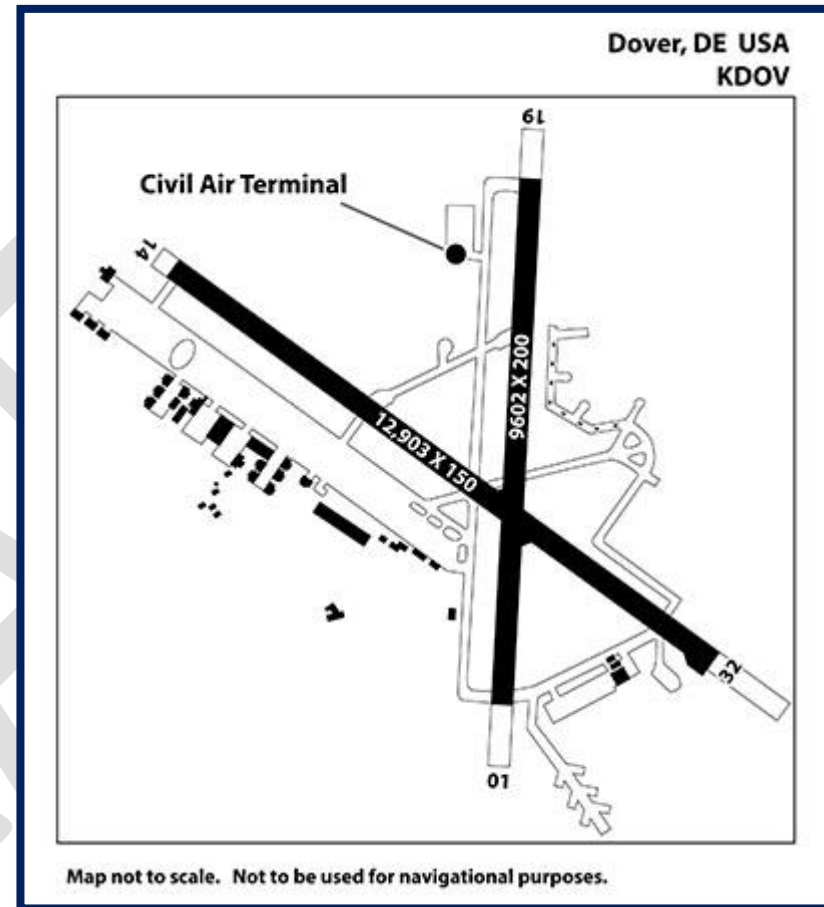 Dover, DE USA
KDOV
19
Civil Air Terminal
14
9602 X 200
12,903 X 150
32
01
Map not to scale. Not to be used for navigational purposes.